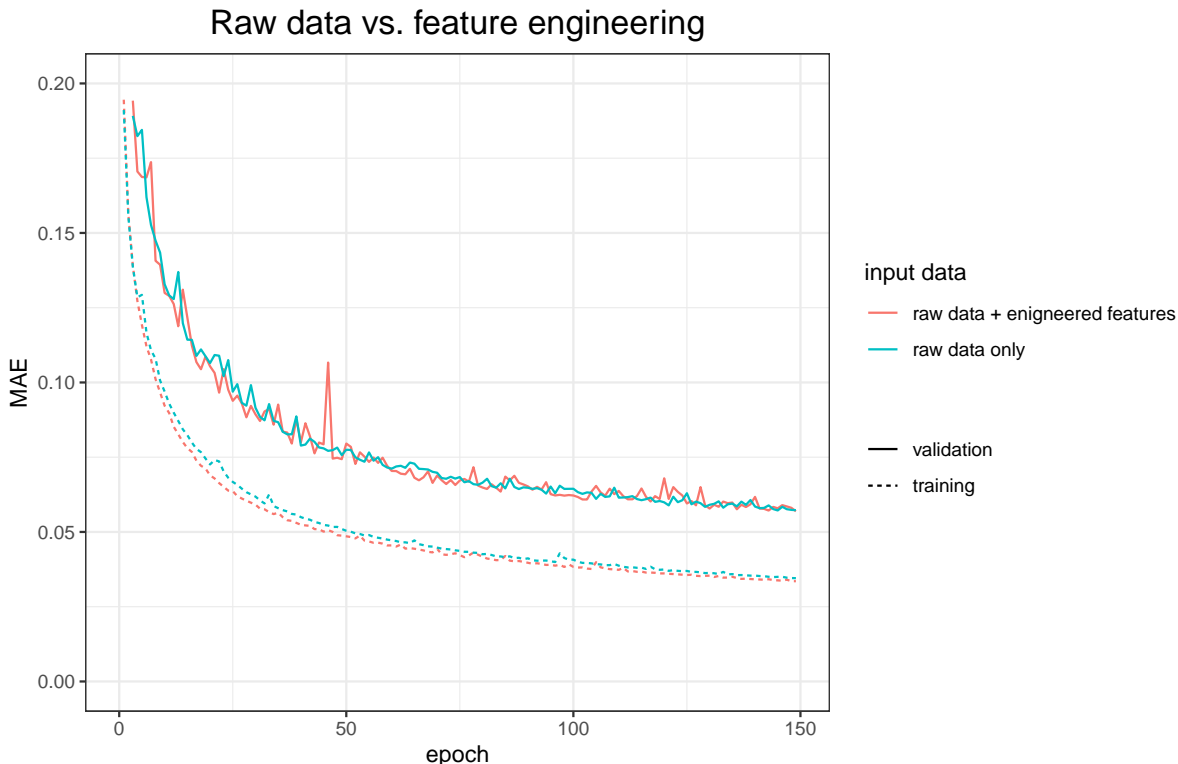 Raw data vs. feature engineering
MAE
0.20
0.15
0.10
0.05
0.00
0
50
100
150
epoch
input data
raw data + enigneered features
raw data only
validation
training